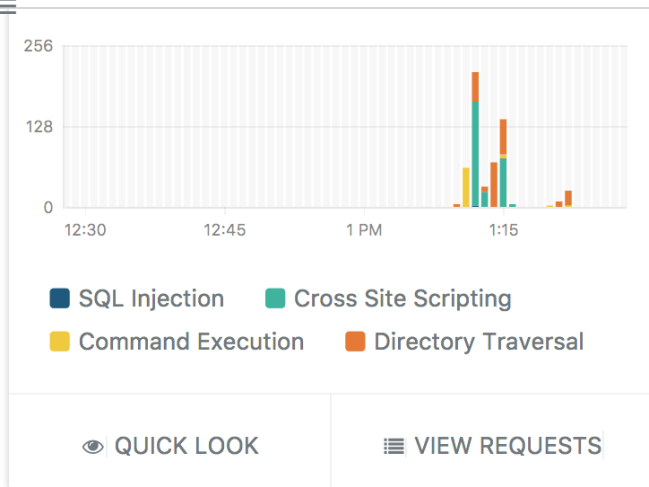 256
128
0
12:30 12:45 1 PM 1:15
SQL Injection Cross Site Scripting
Command Execution Directory Traversal
QUICK LOOK VIEW REQUESTS